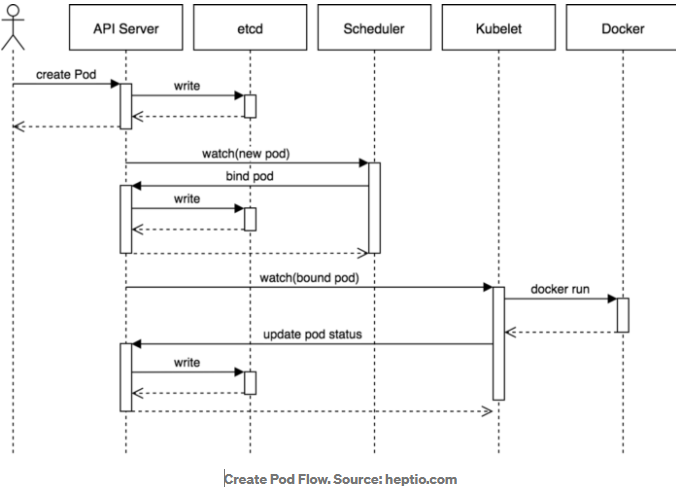 API Server
etcd
Scheduler
Kubelet
Docker
create Pod
write
watch(new pod)
bind pod
write
watch(bound pod)
docker run
update pod status
write
Create Pod Flow. Source: heptio.com